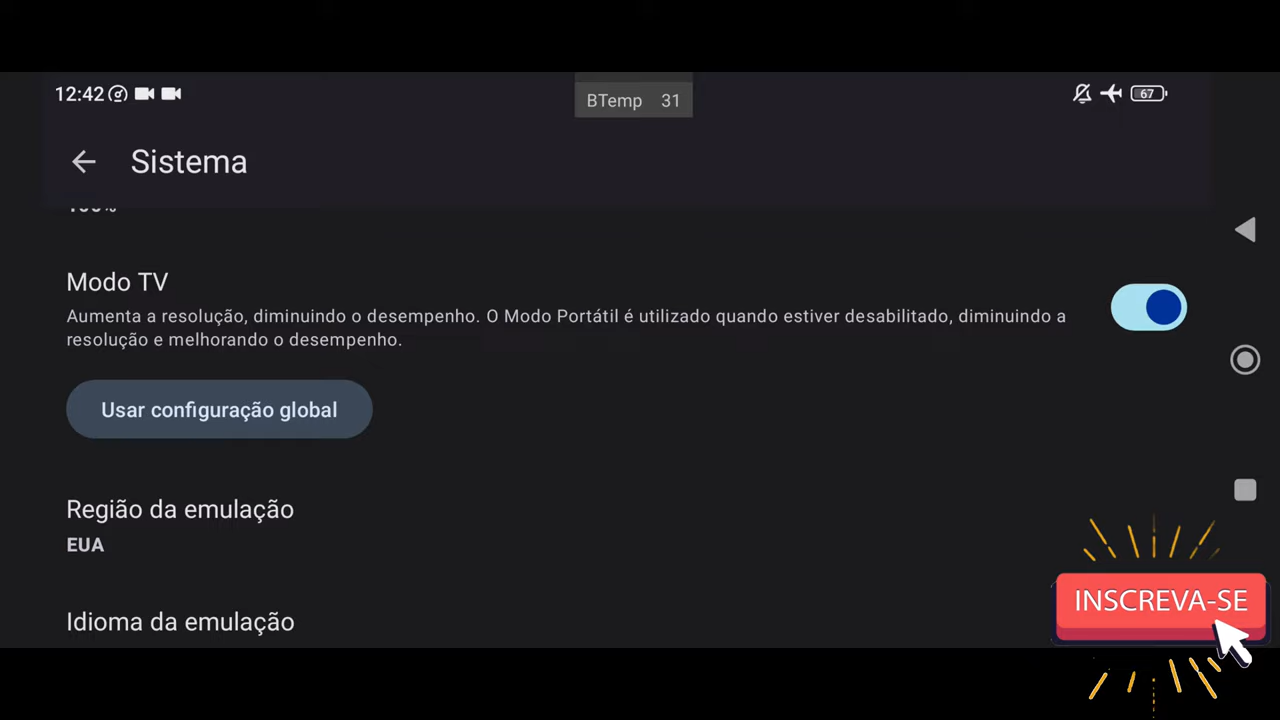 12:42
BTemp 31
67
Sistema
Modo TV
Aumenta a resolução, diminuindo o desempenho. O Modo Portátil é utilizado quando estiver desabilitado, diminuindo a
resolução e melhorando o desempenho.
Usar configuração global
Região da emulação
EUA
INSCREVA-SE
Idioma da emulação